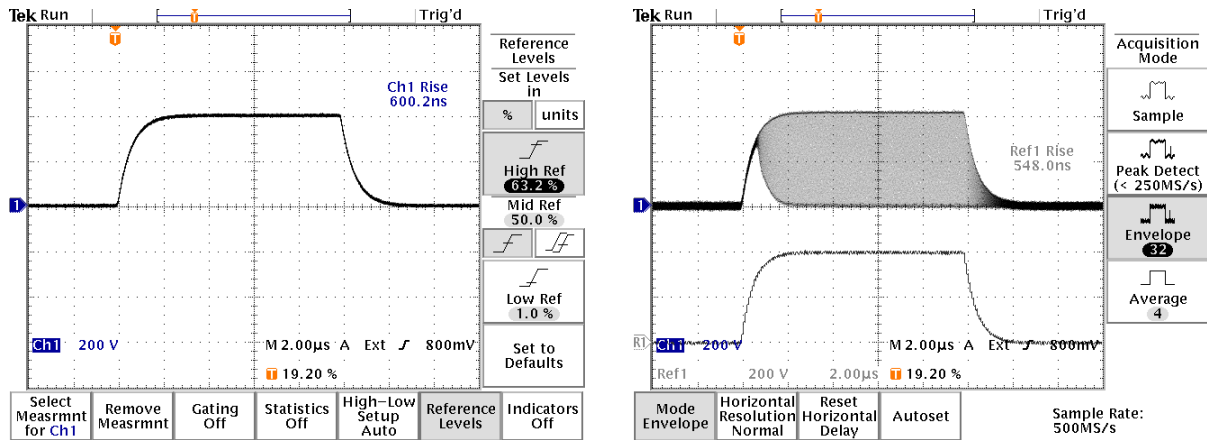 Tek Run
Trig'd
T
T
Ch1 Rise
600.2ns
1
Ch1 200 V M 2.00µs A Ext 800mV
T 19.20 %
Reference
Levels
Set Levels
in
% units
High Ref
63.2 %
Mid Ref
50.0 %
Low Ref
1.0 %
Set to
Defaults
Select
Measrmnt
for Ch1
Remove
Measrmnt
Gating
Off
Statistics
Off
High-Low
Setup
Auto
Reference
Levels
Indicators
Off
Tek Run
Trig'd
T
T
Ref1 Rise
548.0ns
1
R1
Ch1 200 V M 2.00µs A Ext 800mV
Ref1 200 V 2.00µs T 19.20 %
Acquisition
Mode
Sample
Peak Detect
(< 250MS/s)
Envelope
32
Average
4
Mode
Envelope
Horizontal
Resolution
Normal
Reset
Horizontal
Delay
Autoset
Sample Rate:
500MS/s